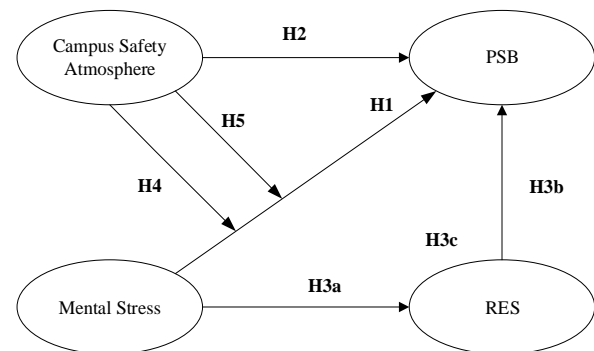 Campus Safety
Atmosphere
H2
PSB
H1
H5
H4
H3b
H3c
Mental Stress
H3a
RES